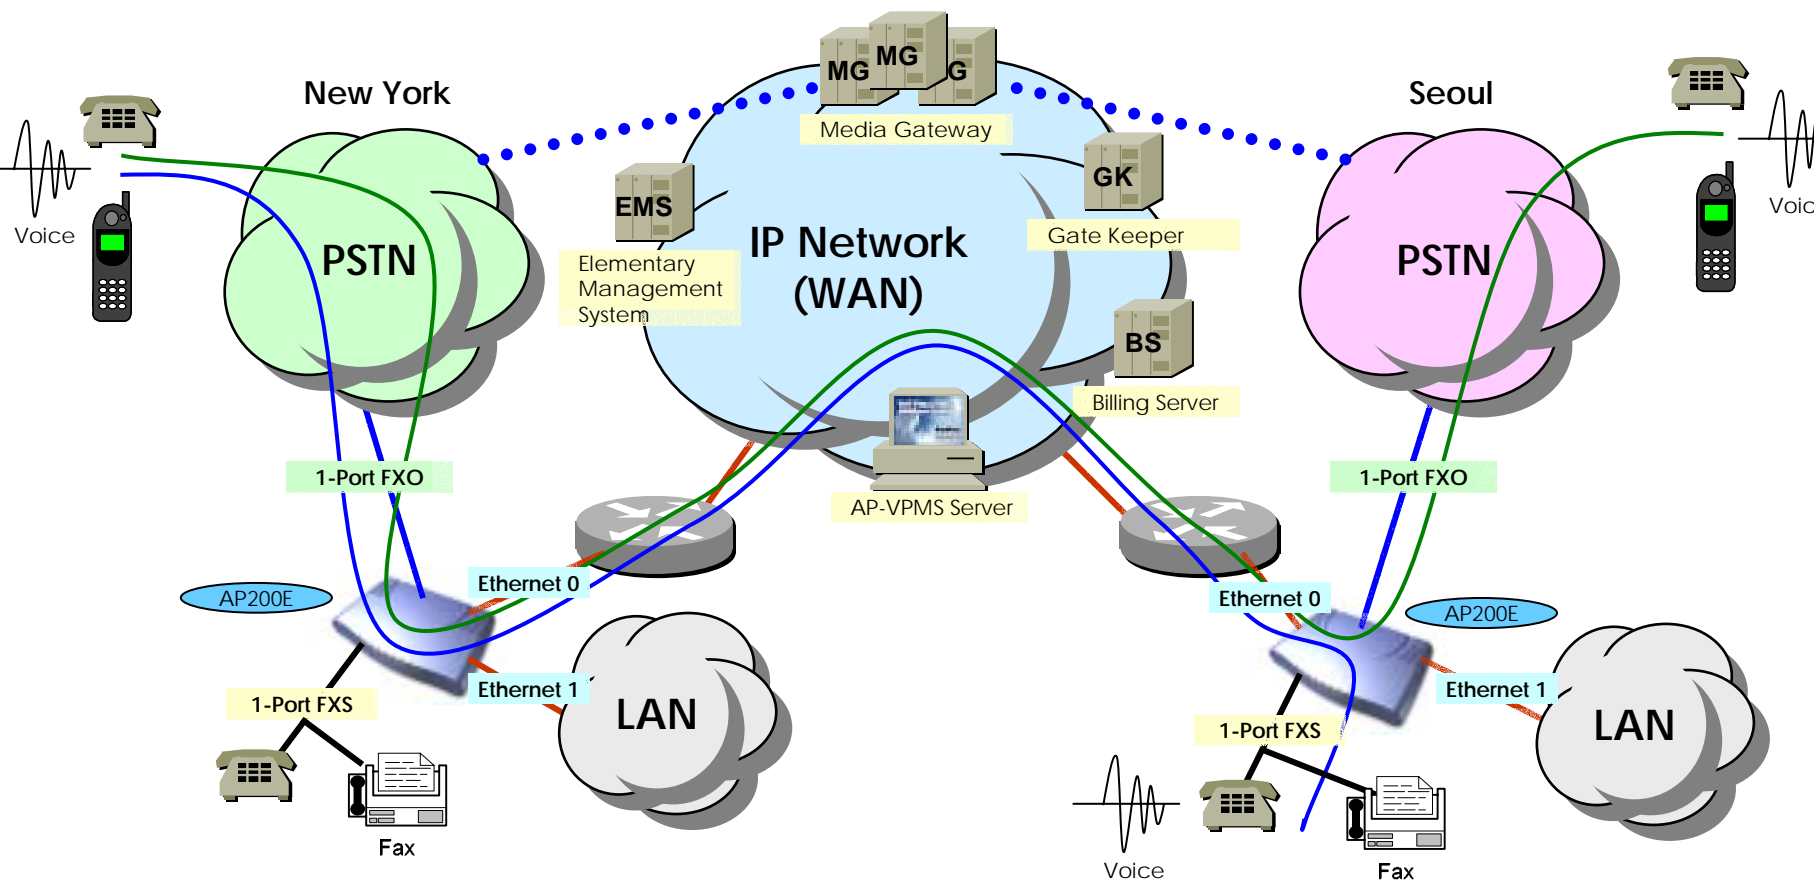 New York
Seoul
MG
MG
G
Media Gateway
GK
Gate Keeper
EMS
Elementary
Management
System
IP Network
(WAN)
BS
Billing Server
AP-VPMS Server
Voice
PSTN
PSTN
Voic
1-Port FXO
1-Port FXO
AP200E
Ethernet 0
Ethernet 0
AP200E
1-Port FXS
Ethernet 1
LAN
1-Port FXS
Ethernet 1
LAN
Fax
Voice
Fax